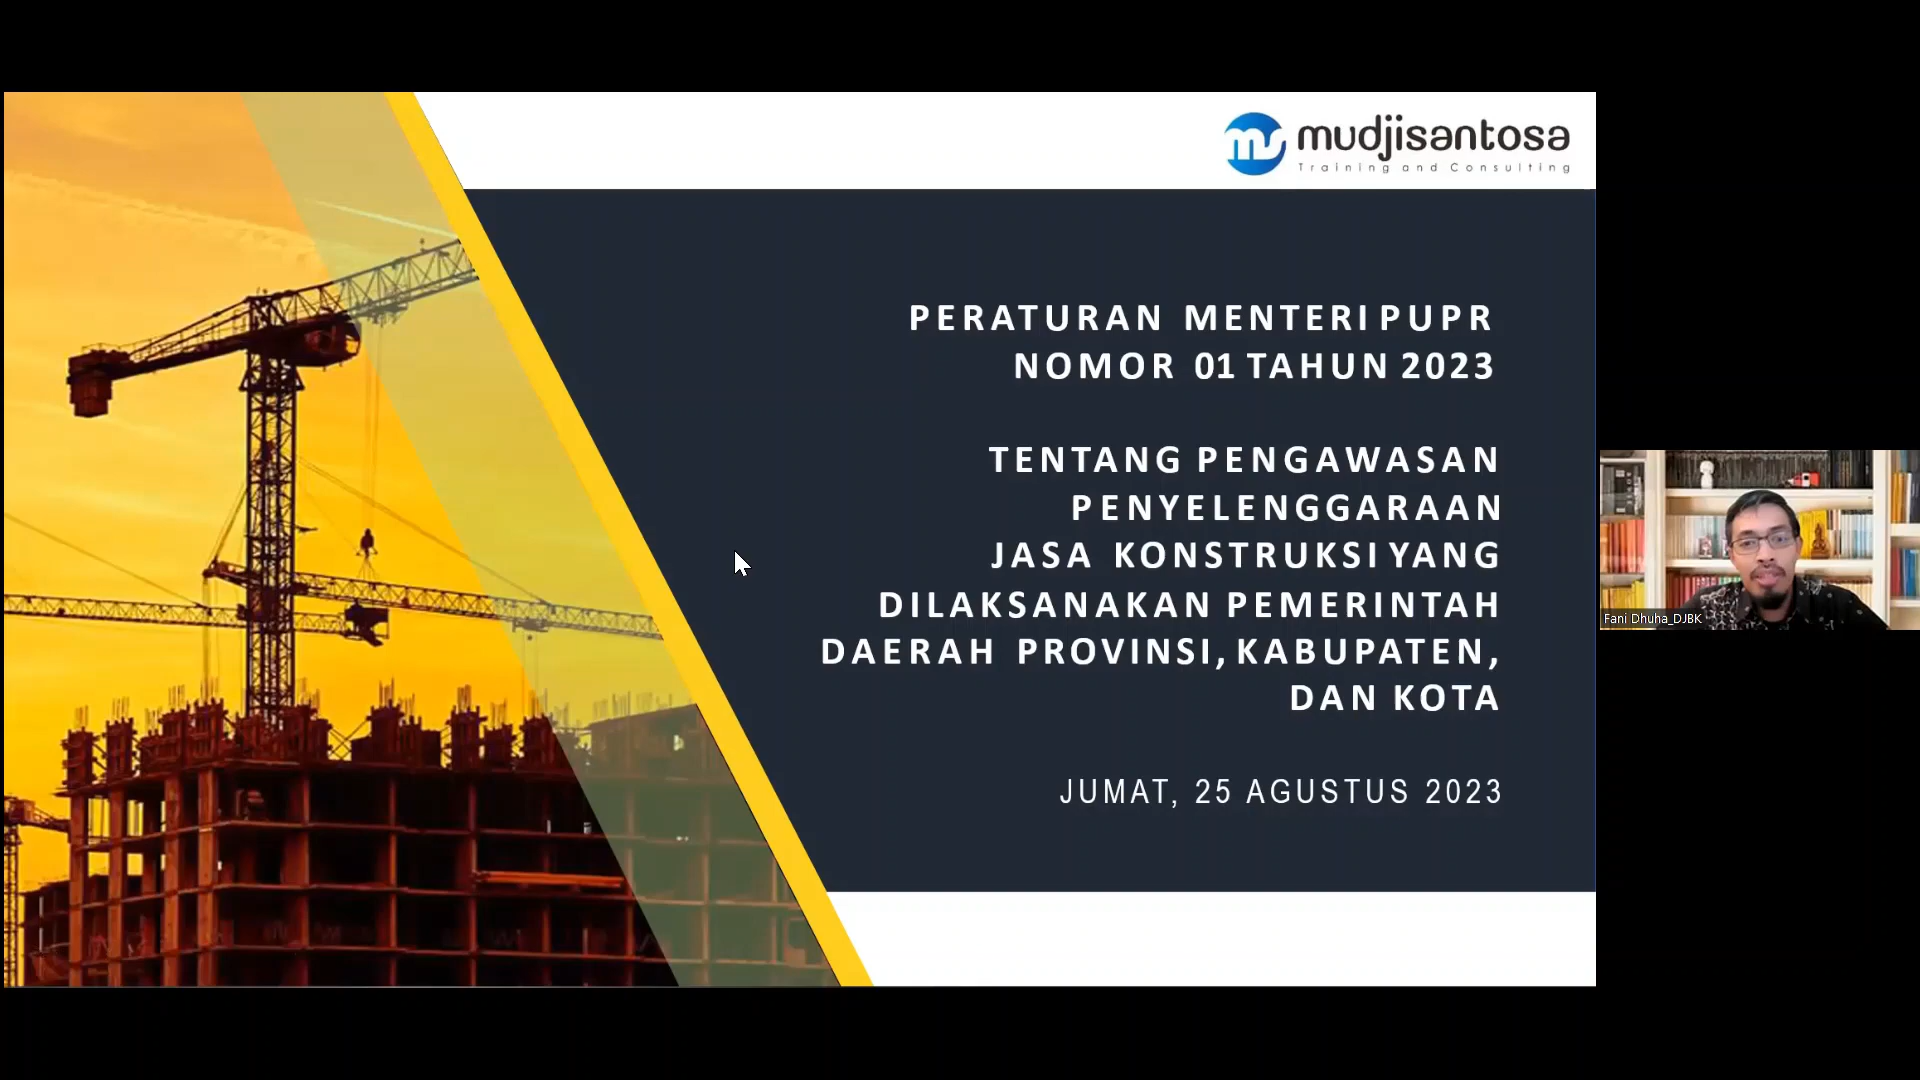 mudjisantosa
Training and Consulting
PERATURAN MENTERI PUPR
NOMOR 01 TAHUN 2023
TENTANG PENGAWASAN
PENYELENGGARAAN
JASA KONSTRUKSI YANG
DILAKSANAKAN PEMERINTAH
DAERAH PROVINSI, KABUPATEN,
DAN KOTA
JUMAT, 25 AGUSTUS 2023
Fani Dhuha_DJBK